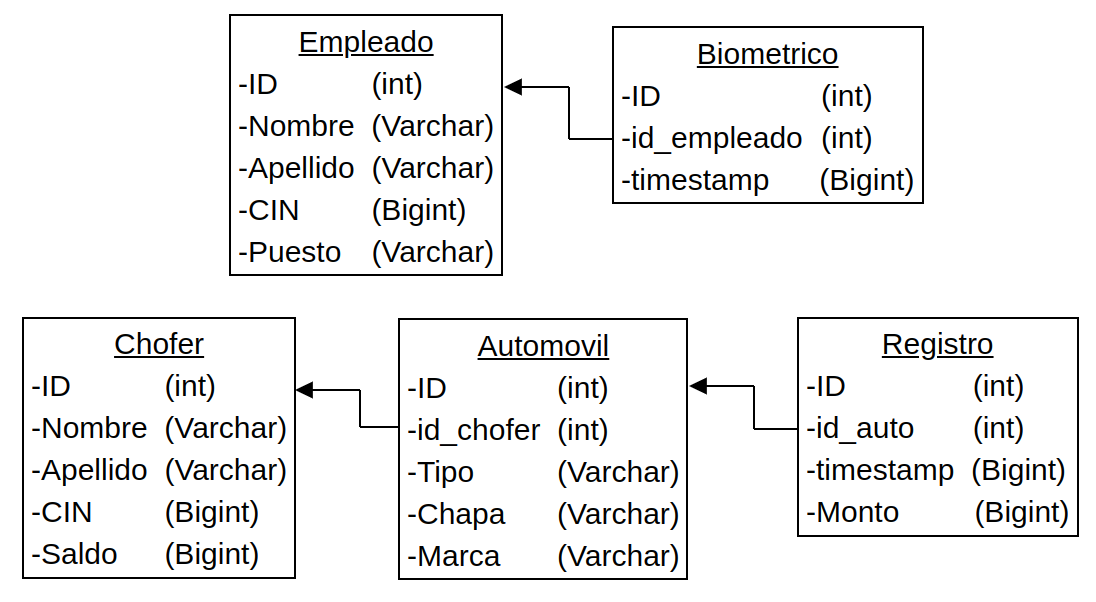 Empleado
-ID (int)
-Nombre (Varchar)
-Apellido (Varchar)
-CIN (Bigint)
-Puesto (Varchar)
Biometrico
-ID (int)
-id_empleado (int)
-timestamp (Bigint)
Chofer
-ID (int)
-Nombre (Varchar)
-Apellido (Varchar)
-CIN (Bigint)
-Saldo (Bigint)
Automovil
-ID (int)
-id_chofer (int)
-Tipo (Varchar)
-Chapa (Varchar)
-Marca (Varchar)
Registro
-ID (int)
-id_auto (int)
-timestamp (Bigint)
-Monto (Bigint)